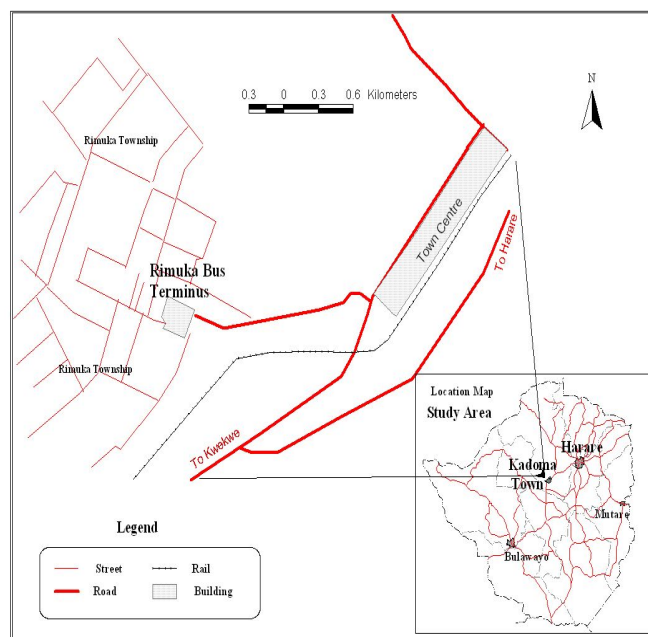 0.3 0 0.3 0.6 Kilometers
N
Rimuka Township
Town Centre
To Harare
Rimuka Bus
Terminus
Rimuka Township
To Kwekwe
Location Map
Study Area
Harare
Kadoma
Town
Mutare
Bulawayo
Legend
Street
Rail
Road
Building